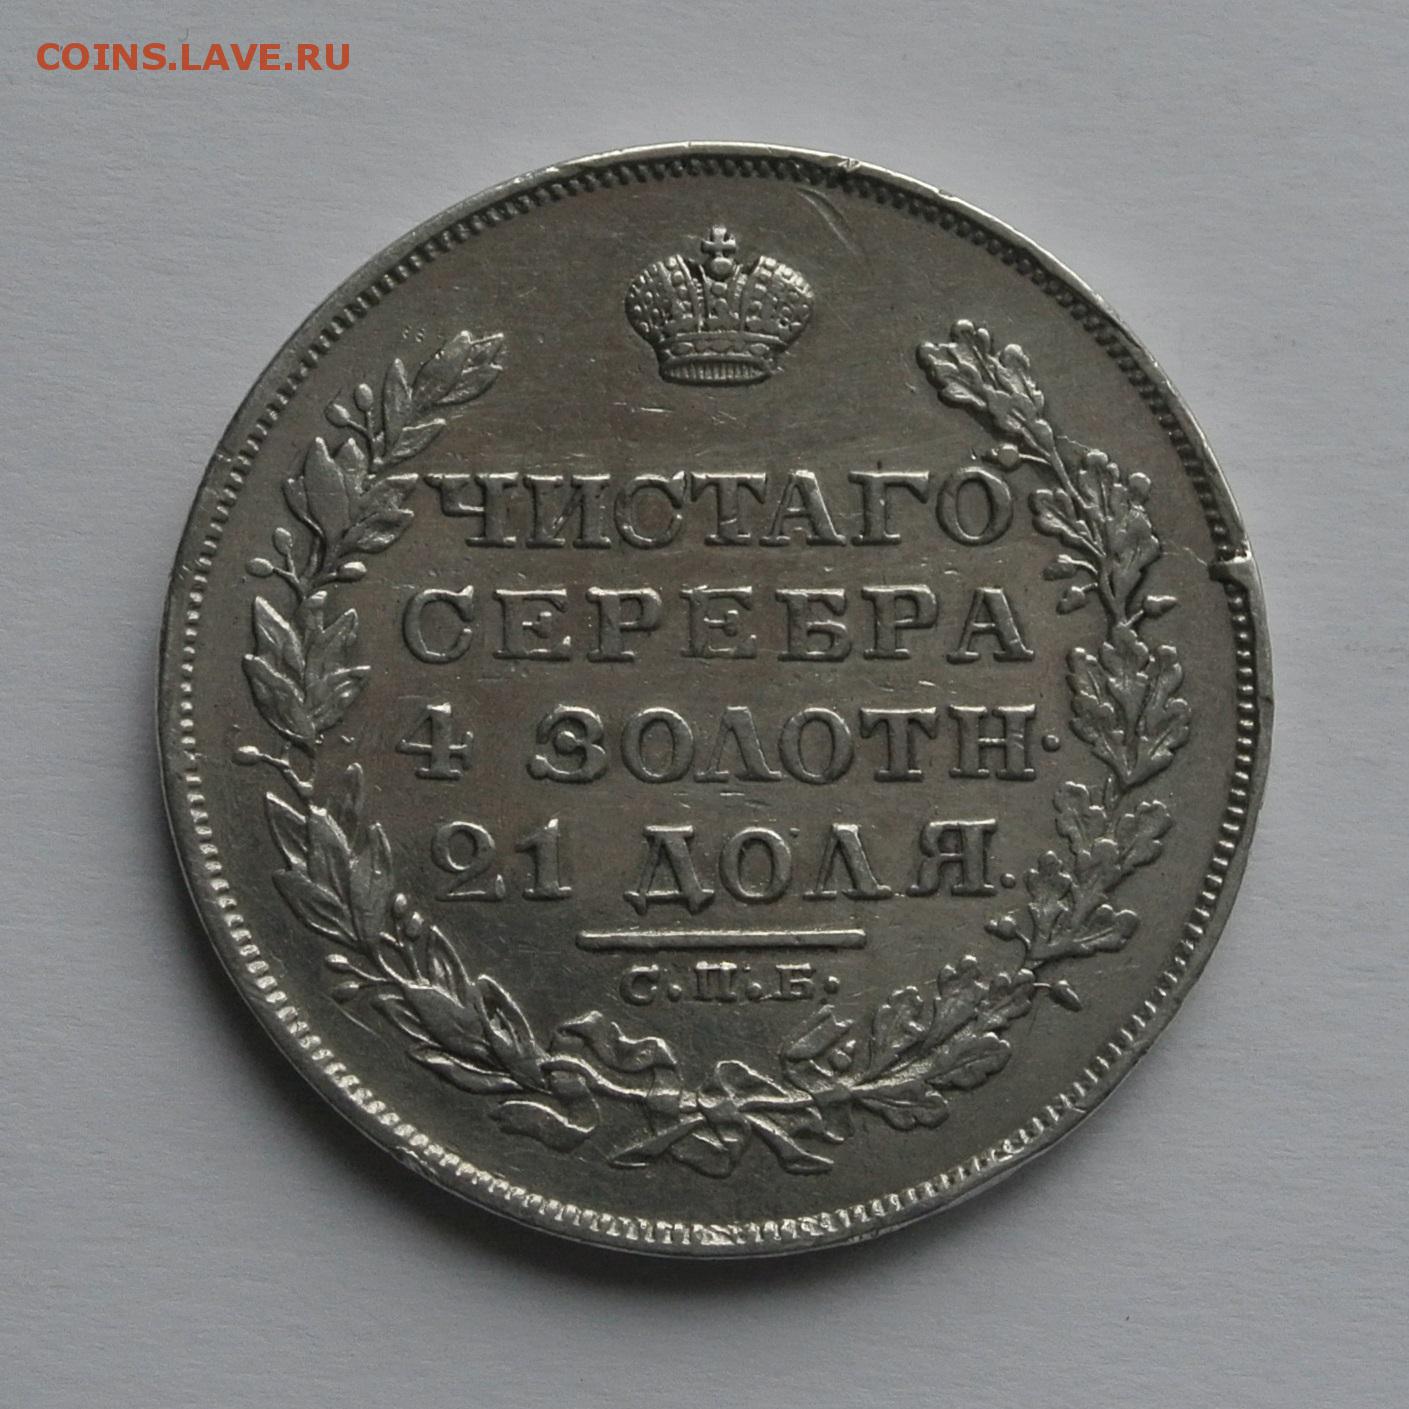 COINS.LAVE.RU
ЧИСТАГО
СЕРЕБРА
4 ЗОЛОТН·
21 ДОЛЯ.
С.П.Б.